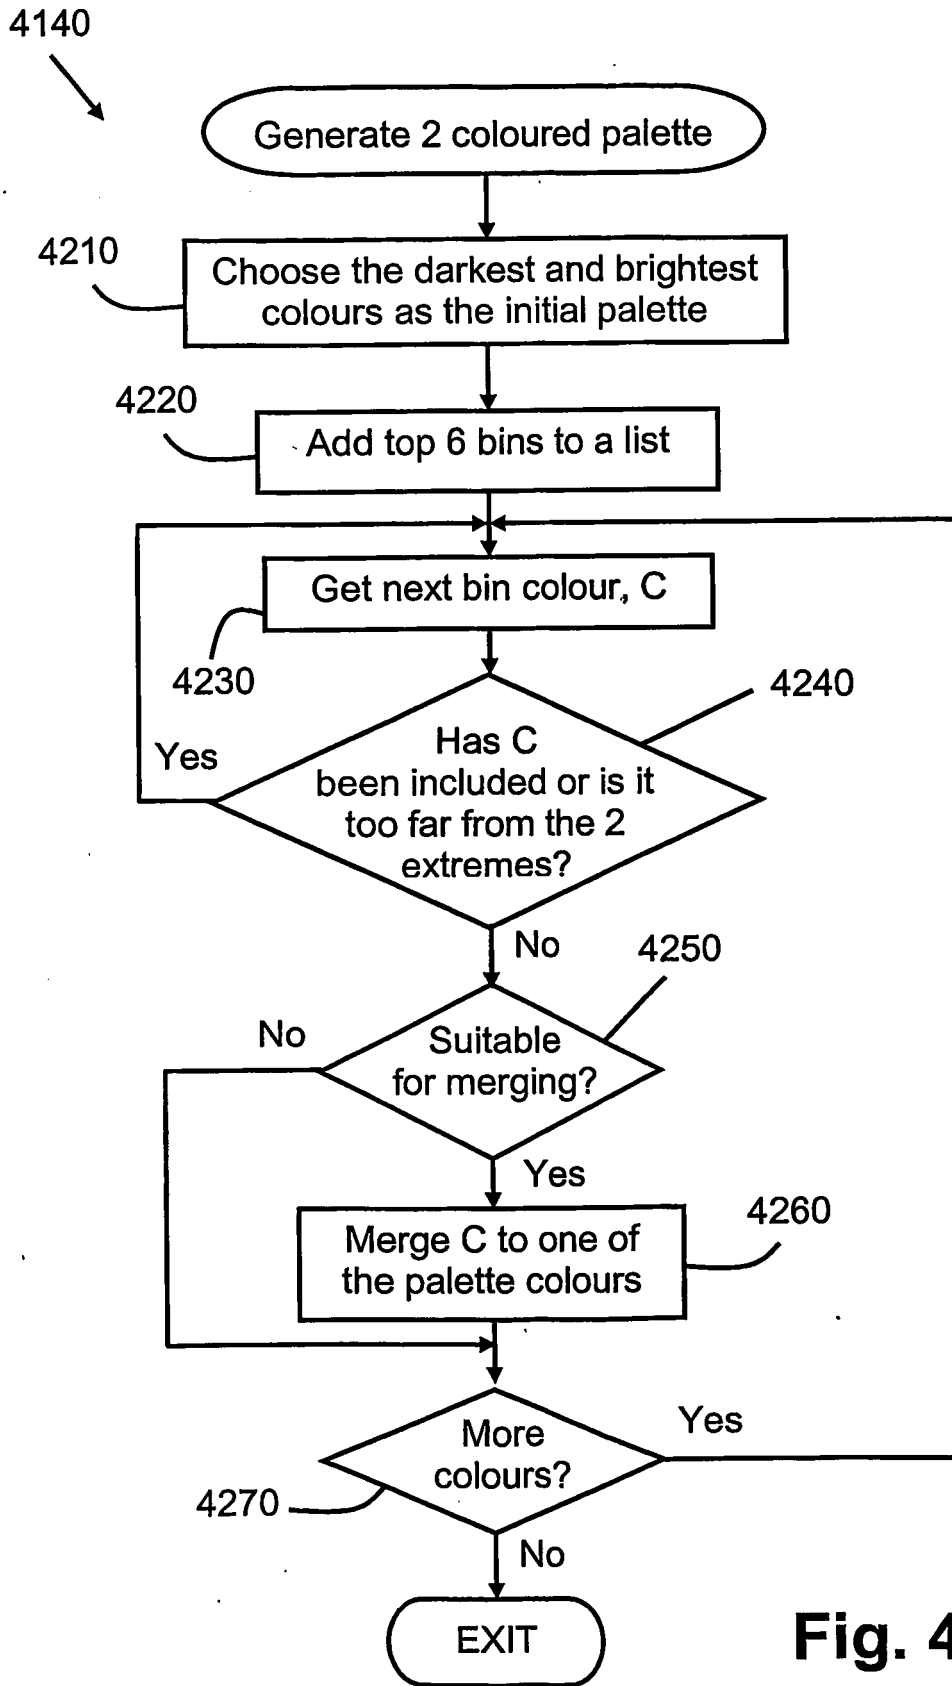 4140
Generate 2 coloured palette
4210
Choose the darkest and brightest
colours as the initial palette
4220
Add top 6 bins to a list
Get next bin colour, C
4230
4240
Yes
Has C
been included or is it
too far from the 2
extremes?
No
4250
No
Suitable
for merging?
Yes
4260
Merge C to one of
the palette colours
More
colours?
Yes
4270
No
EXIT
Fig. 4